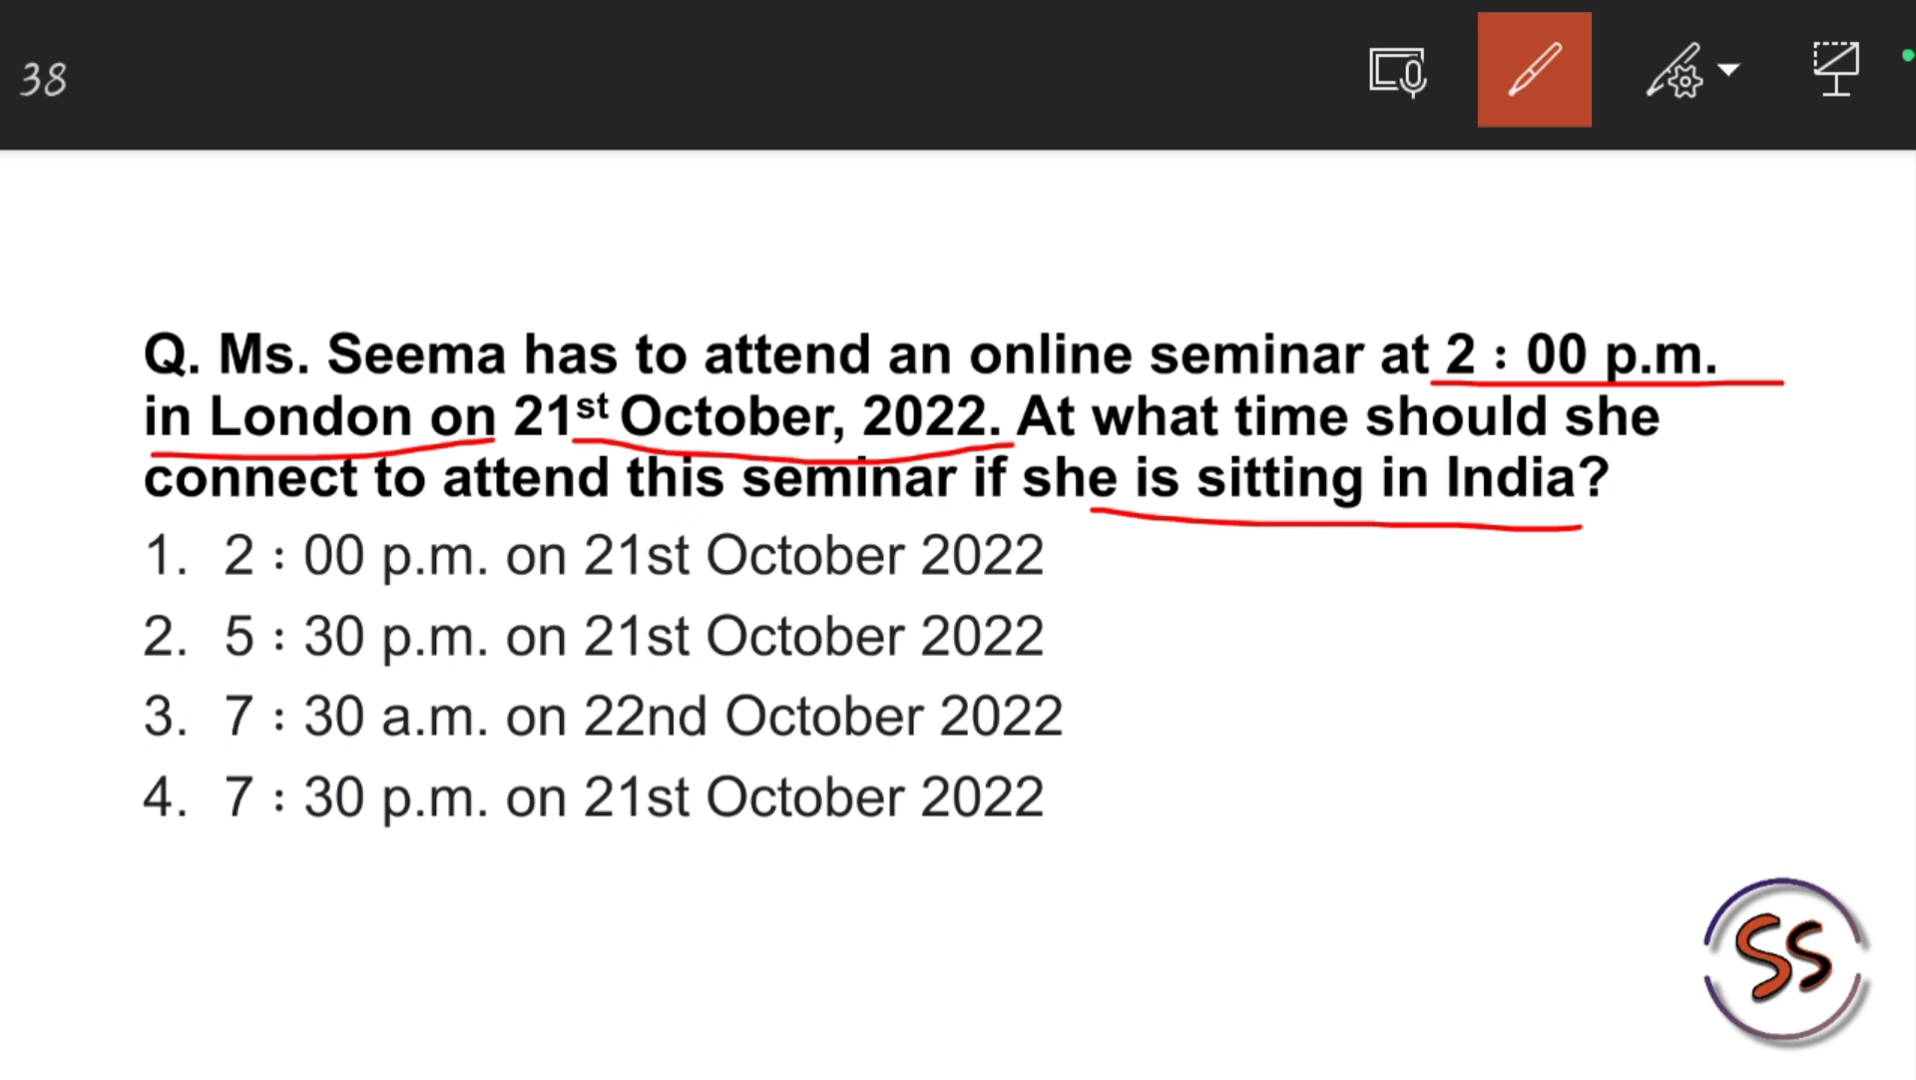 38
Q. Ms. Seema has to attend an online seminar at 2 : 00 p.m.
in London on 21st October, 2022. At what time should she
connect to attend this seminar if she is sitting in India?
1. 2 : 00 p.m. on 21st October 2022
2. 5 : 30 p.m. on 21st October 2022
3. 7 : 30 a.m. on 22nd October 2022
4. 7 : 30 p.m. on 21st October 2022
SS